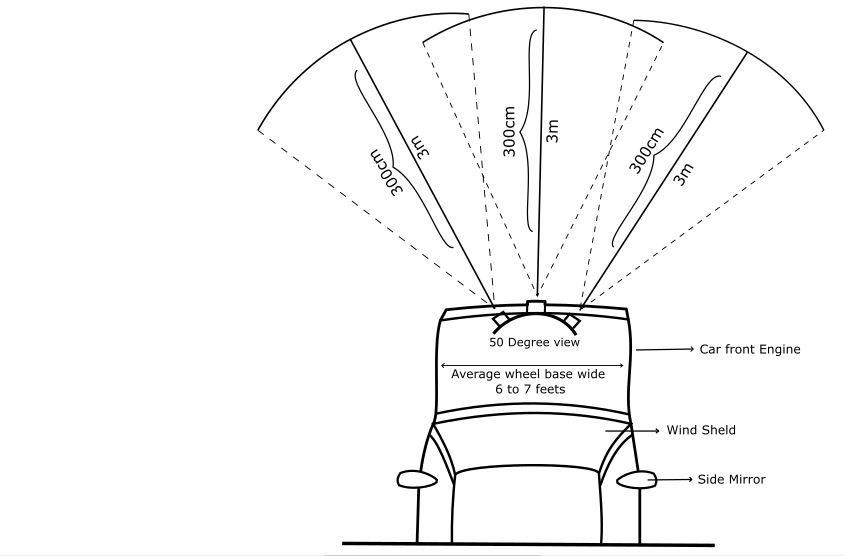 300cm
3m
300cm
3m
300cm
3m
50 Degree view
Average wheel base wide
6 to 7 feets
Car front Engine
Wind Sheld
Side Mirror